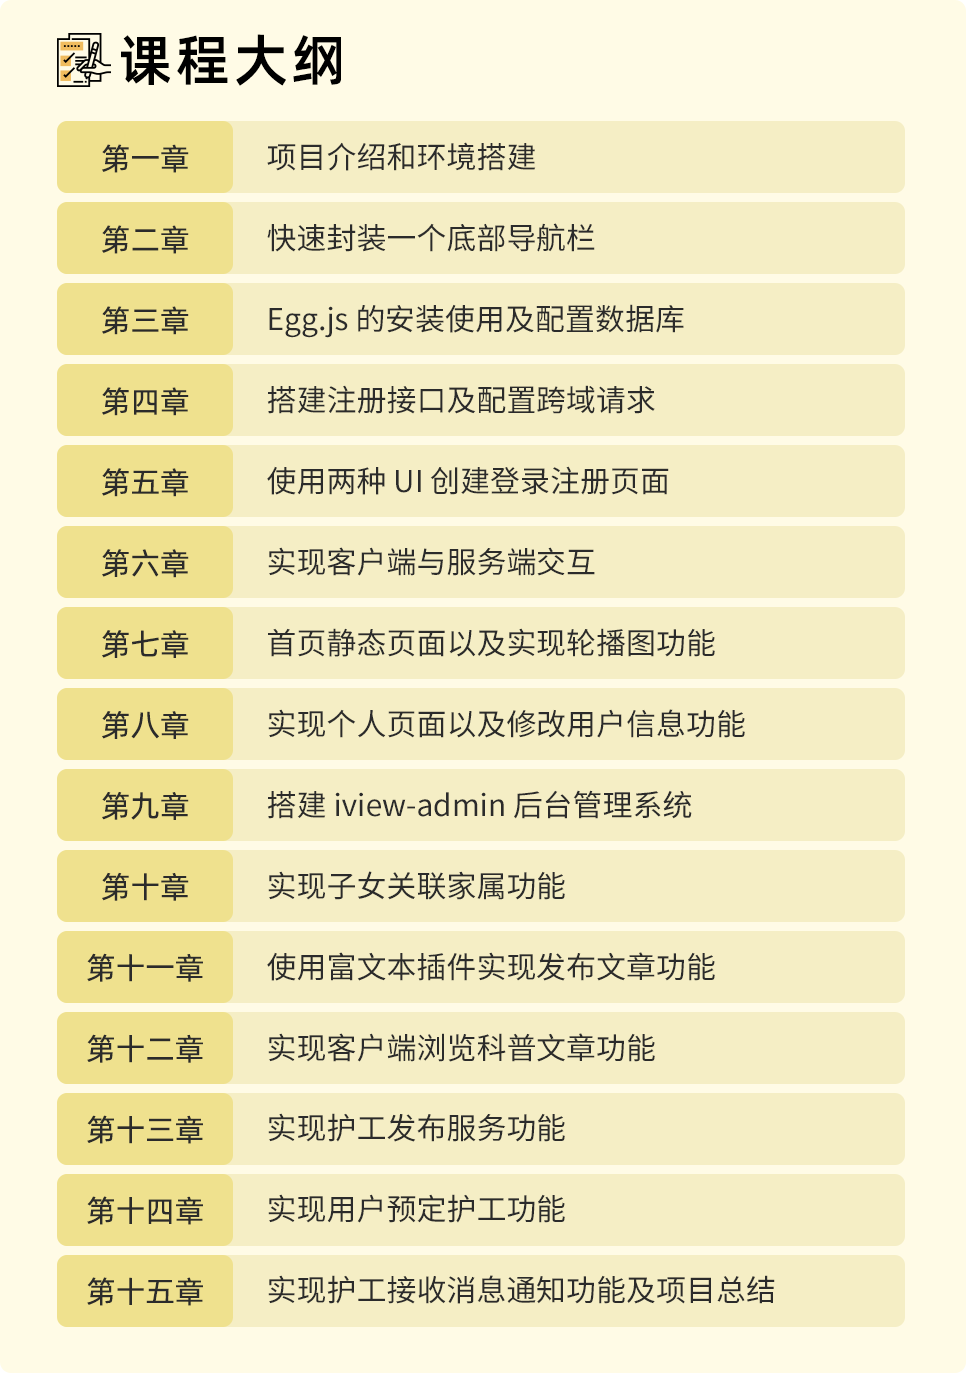 课程大纲
第一章 项目介绍和环境搭建
第二章 快速封装一个底部导航栏
第三章 Egg.js 的安装使用及配置数据库
第四章 搭建注册接口及配置跨域请求
第五章 使用两种 UI 创建登录注册页面
第六章 实现客户端与服务端交互
第七章 首页静态页面以及实现轮播图功能
第八章 实现个人页面以及修改用户信息功能
第九章 搭建 iview-admin 后台管理系统
第十章 实现子女关联家属功能
第十一章 使用富文本插件实现发布文章功能
第十二章 实现客户端浏览科普文章功能
第十三章 实现护工发布服务功能
第十四章 实现用户预定护工功能
第十五章 实现护工接收消息通知功能及项目总结